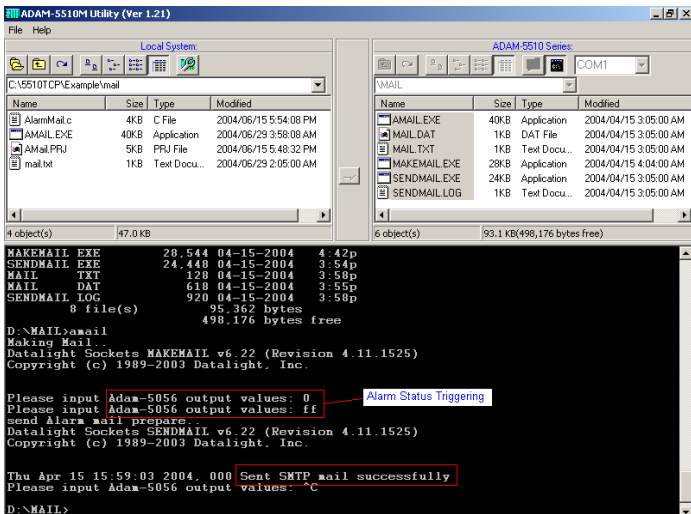 ADAM-5510M Utility (Ver 1.21)
File Help
Local System:
ADAM-5510 Series:
COM1
C:\5510TCP\Example\mail
\MAIL
Name Size Type Modified
AlarmMail.c 4KB C File 2004/06/15 5:54:08 PM
AMAIL.EXE 40KB Application 2004/06/29 3:58:08 AM
AMail.PRJ 5KB PRJ File 2004/06/15 5:48:32 PM
mail.txt 1KB Text Docu... 2004/06/29 2:05:00 AM
Name Size Type Modified
AMAIL.EXE 40KB Application 2004/04/15 3:05:00 AM
MAIL.DAT 1KB DAT File 2004/04/15 3:05:00 AM
MAIL.TXT 1KB Text Docu... 2004/04/15 3:05:00 AM
MAKEMAIL.EXE 28KB Application 2004/04/15 4:04:00 AM
SENDMAIL.EXE 24KB Application 2004/04/15 3:05:00 AM
SENDMAIL.LOG 1KB Text Docu... 2004/04/15 3:05:00 AM
4 object(s) 47.0 KB
6 object(s) 93.1 KB(498,176 bytes free)
MAKEMAIL EXE 28,544 04-15-2004 4:42p
SENDMAIL EXE 24,448 04-15-2004 3:54p
MAIL TXT 128 04-15-2004 3:58p
MAIL DAT 618 04-15-2004 3:55p
SENDMAIL LOG 920 04-15-2004 3:58p
8 file(s) 95,362 bytes
498,176 bytes free
D:\MAIL>amail
Making Mail..
Datalight Sockets MAKEMAIL v6.22 (Revision 4.11.1525)
Copyright (c) 1989-2003 Datalight, Inc.
Please input Adam-5056 output values: 0
Alarm Status Triggering
Please input Adam-5056 output values: ff
send Alarm mail prepare..
Datalight Sockets SENDMAIL v6.22 (Revision 4.11.1525)
Copyright (c) 1989-2003 Datalight, Inc.
Thu Apr 15 15:59:03 2004, 000 Sent SMTP mail successfully
Please input Adam-5056 output values: ^C
D:\MAIL>